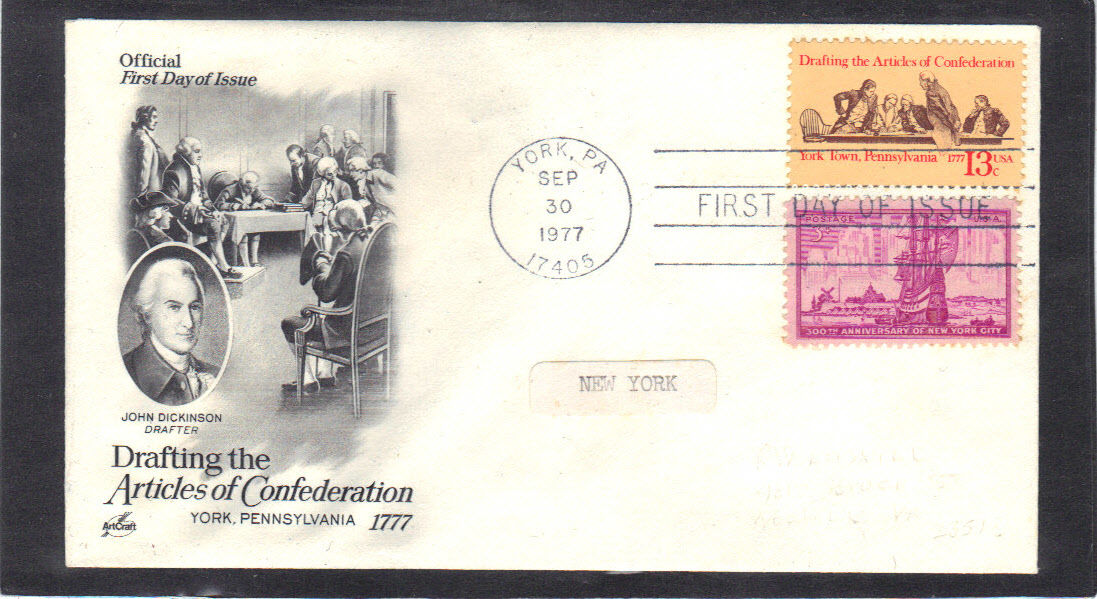 Official
First Day of Issue
JOHN DICKINSON
DRAFTER
Drafting the
Articles of Confederation
YORK, PENNSYLVANIA 1777
ArtCraft
YORK, PA
SEP
30
1977
17405
FIRST DAY OF ISSUE
Drafting the Articles of Confederation
York Town, Pennsylvania 1777 13c USA
POSTAGE U.S.A.
3¢
300TH ANNIVERSARY OF NEW YORK CITY
NEW YORK